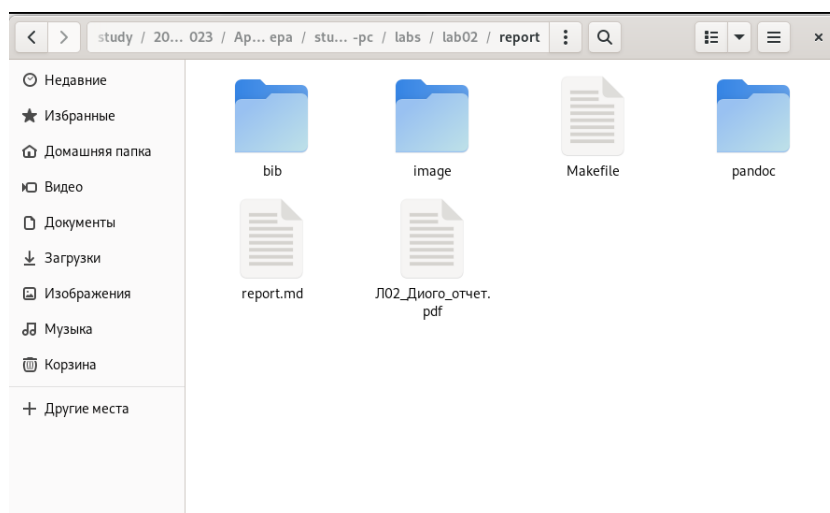 study / 20... 023 / Ар... ера / stu... -pc / labs / lab02 / report
Недавние
Избранные
Домашняя папка
Видео
Документы
Загрузки
Изображения
Музыка
Корзина
Другие места
bib
image
Makefile
pandoc
report.md
Л02_Диого_отчет.
pdf